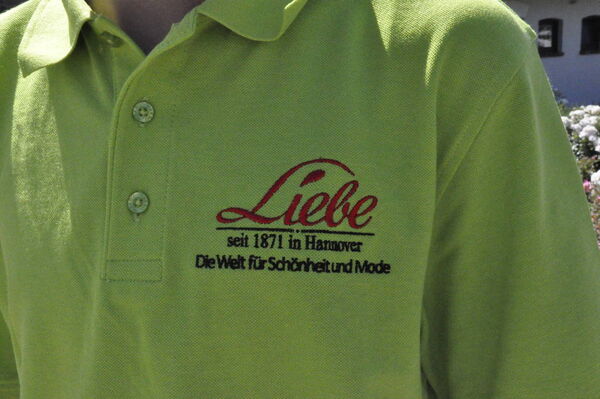 Liebe
seit 1871 in Hannover
Die Welt für Schönheit und Mode